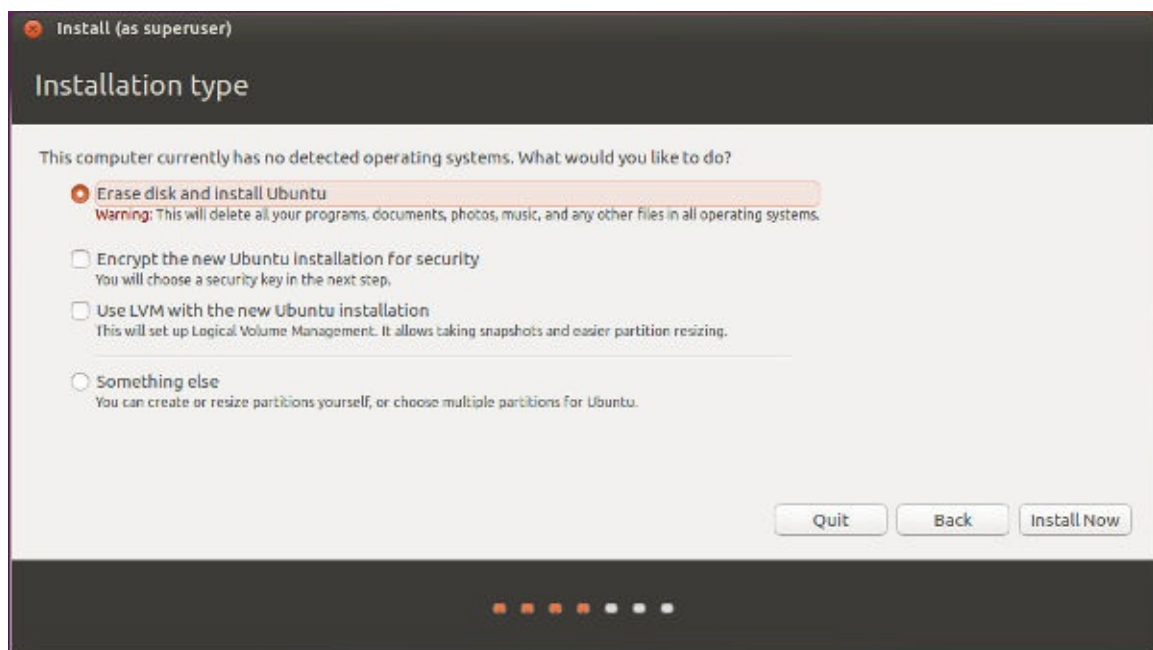 Install (as superuser)
Installation type
This computer currently has no detected operating systems. What would you like to do?
Erase disk and install Ubuntu
Warning: This will delete all your programs, documents, photos, music, and any other files in all operating systems.
Encrypt the new Ubuntu installation for security
You will choose a security key in the next step.
Use LVM with the new Ubuntu installation
This will set up Logical Volume Management. It allows taking snapshots and easier partition resizing.
Something else
You can create or resize partitions yourself, or choose multiple partitions for Ubuntu.
Quit Back Install Now